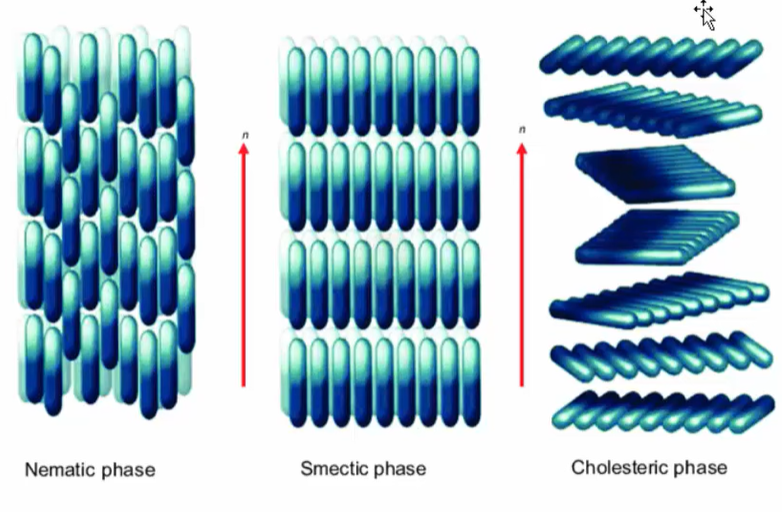 n
n
Nematic phase
Smectic phase
Cholesteric phase